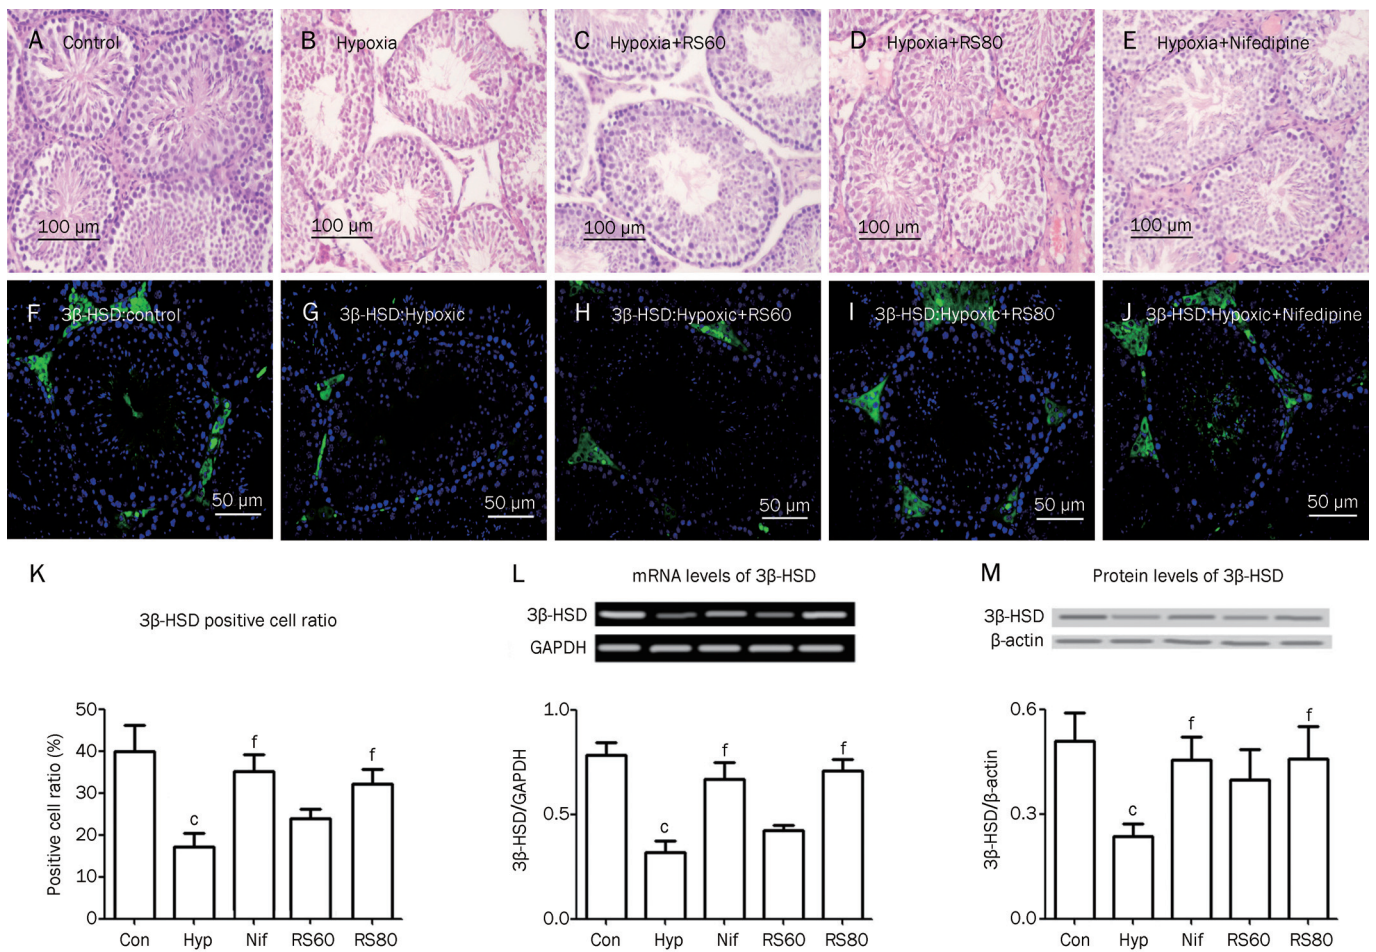 A Control
B Hypoxia
C Hypoxia+RS60
D Hypoxia+RS80
E Hypoxia+Nifedipine
100 µm
100 µm
100 µm
100 µm
100 µm
F 3β-HSD:control
G 3β-HSD:Hypoxic
H 3β-HSD:Hypoxic+RS60
I 3β-HSD:Hypoxic+RS80
J 3β-HSD:Hypoxic+Nifedipine
50 µm
50 µm
50 µm
50 µm
50 µm
K
3β-HSD positive cell ratio
Positive cell ratio (%)
50
40
30
20
10
0
c
f
f
Con Hyp Nif RS60 RS80
L
mRNA levels of 3β-HSD
3β-HSD
GAPDH
3β-HSD/GAPDH
1.0
0.5
0.0
c
f
f
Con Hyp Nif RS60 RS80
M
Protein levels of 3β-HSD
3β-HSD
β-actin
3β-HSD/β-actin
0.6
0.3
0.0
c
f
f
Con Hyp Nif RS60 RS80